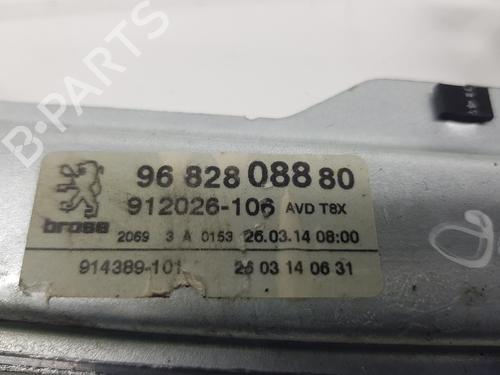 B-PARTS
96 828 088 80
brose
912026-106 AVD T8X
2069 3 A 0153 26.03.14 08:00
914389-101 26 03 14 06 31